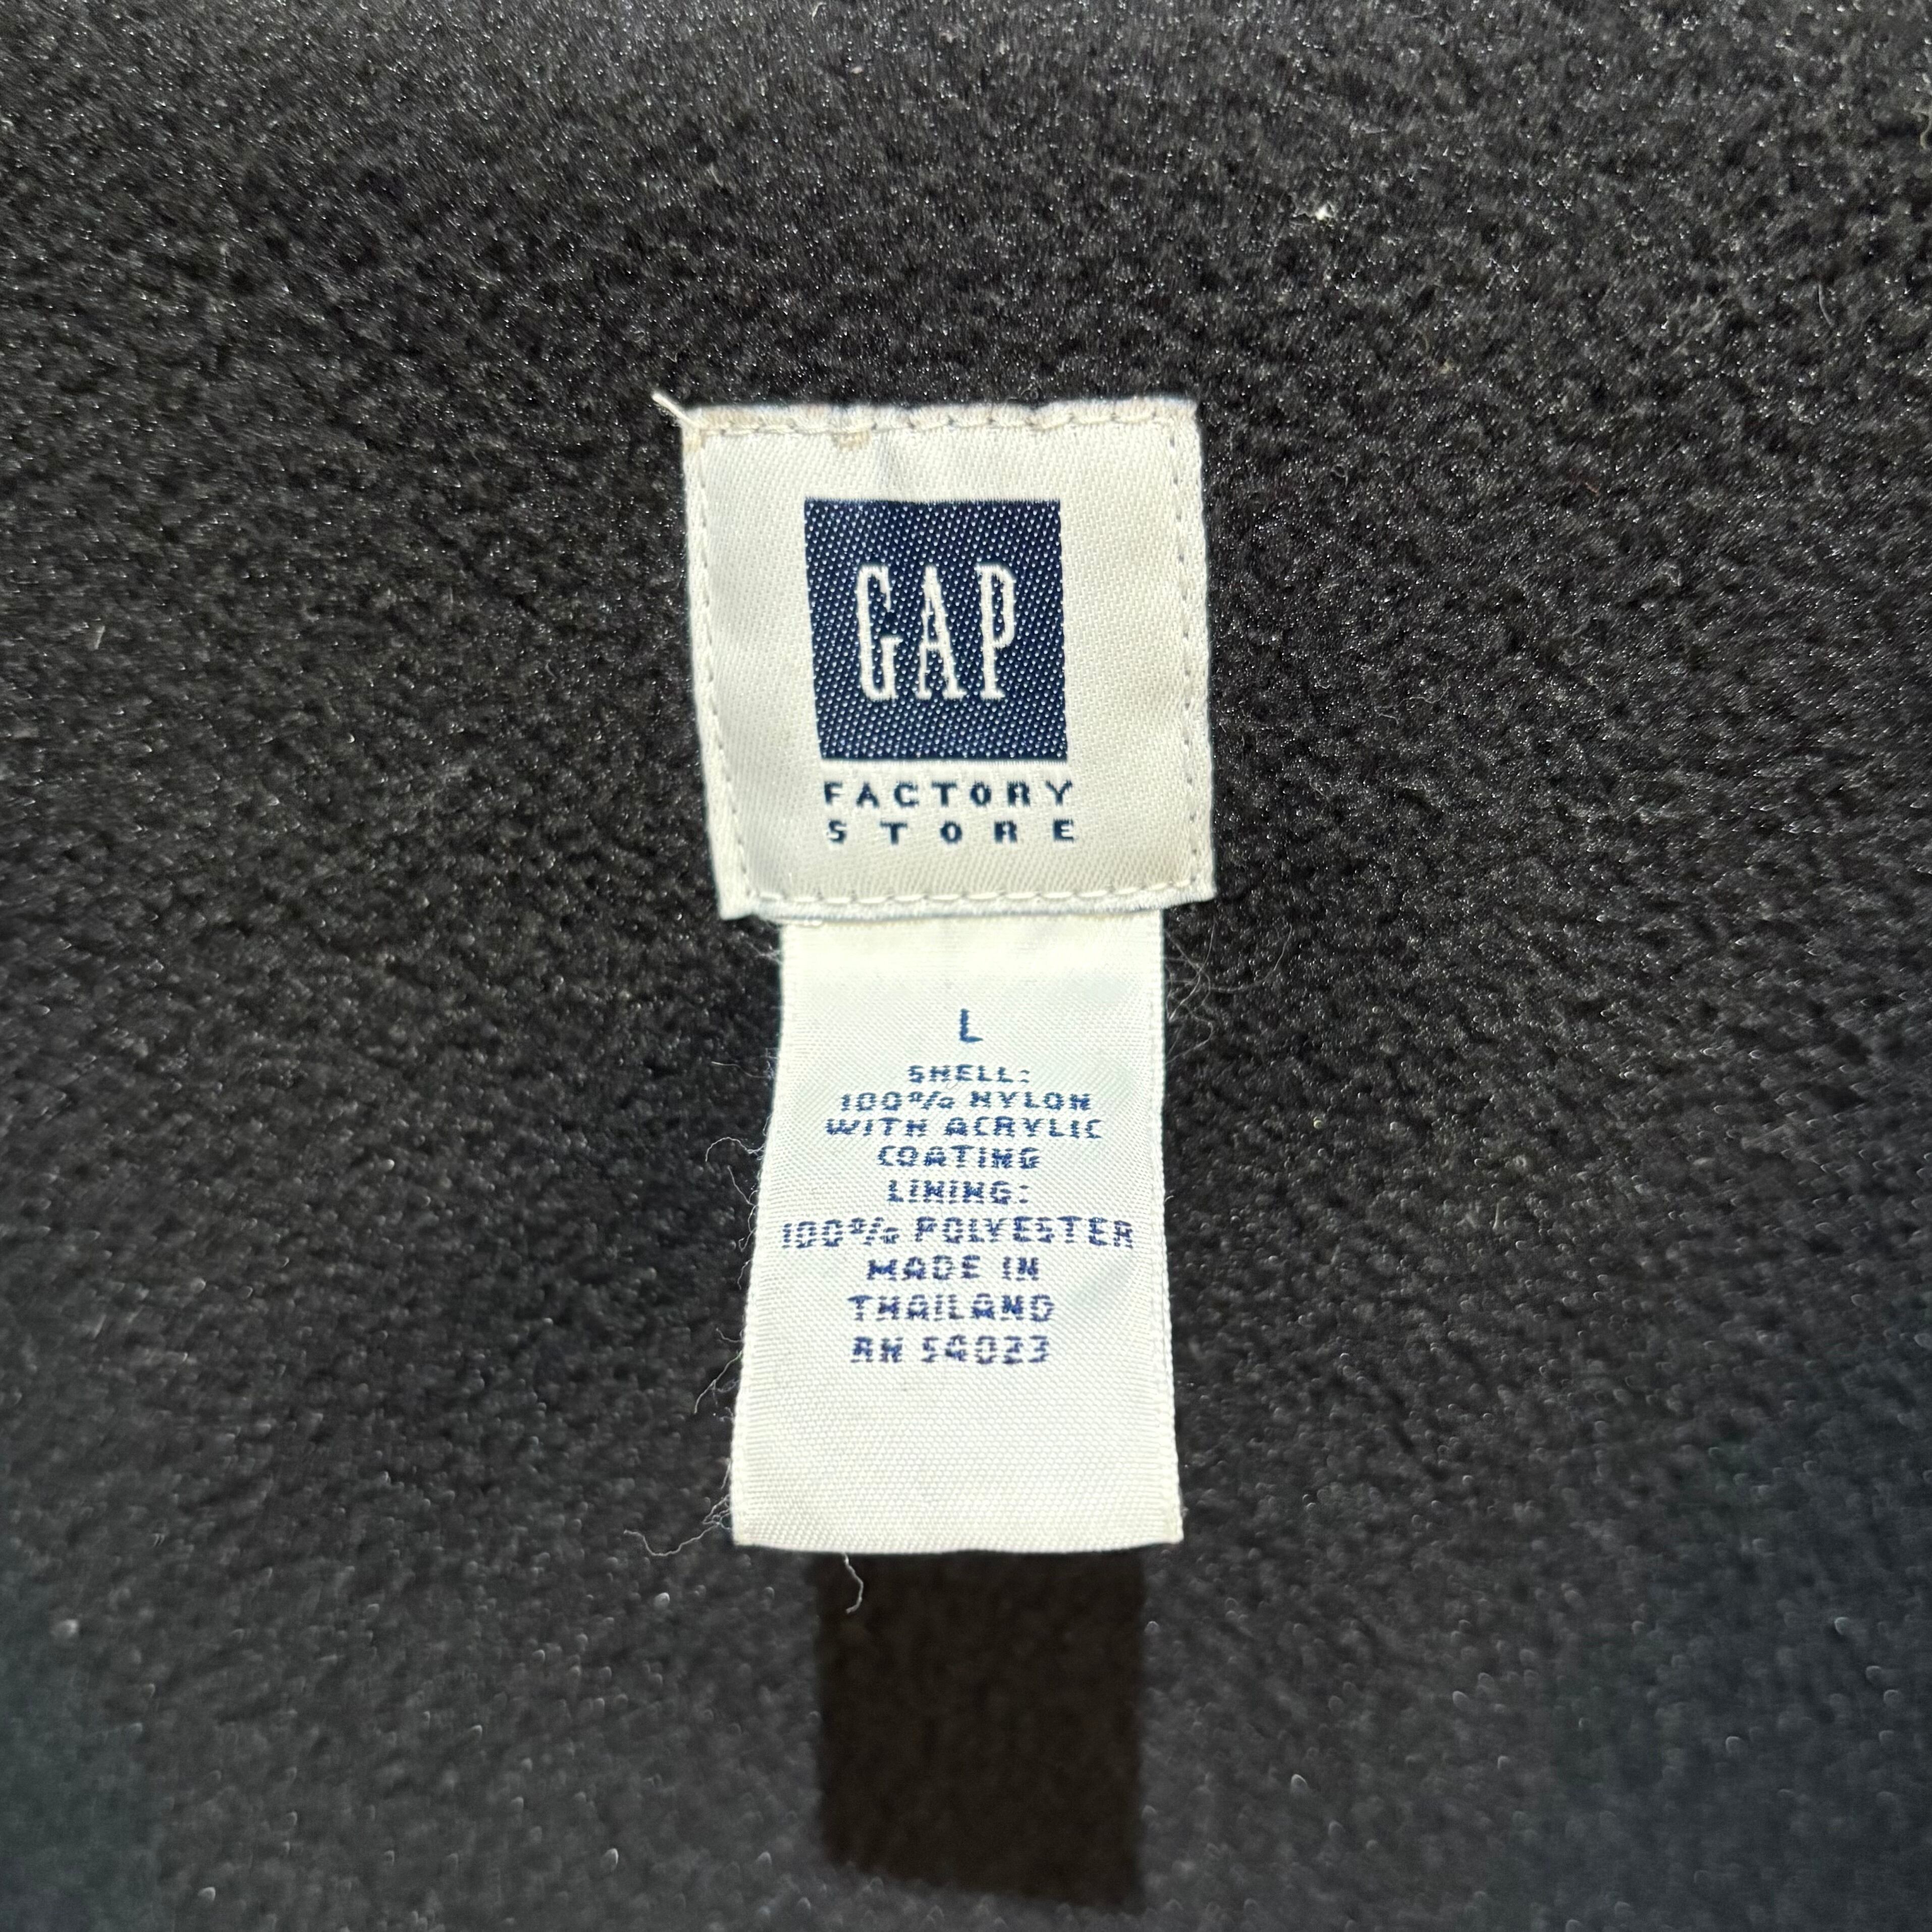 GAP
FACTORY
STORE
L
SHELL:
100% NYLON
WITH ACRYLIC
COATING
LINING:
100% POLYESTER
MADE IN
THAILAND
RN 54023